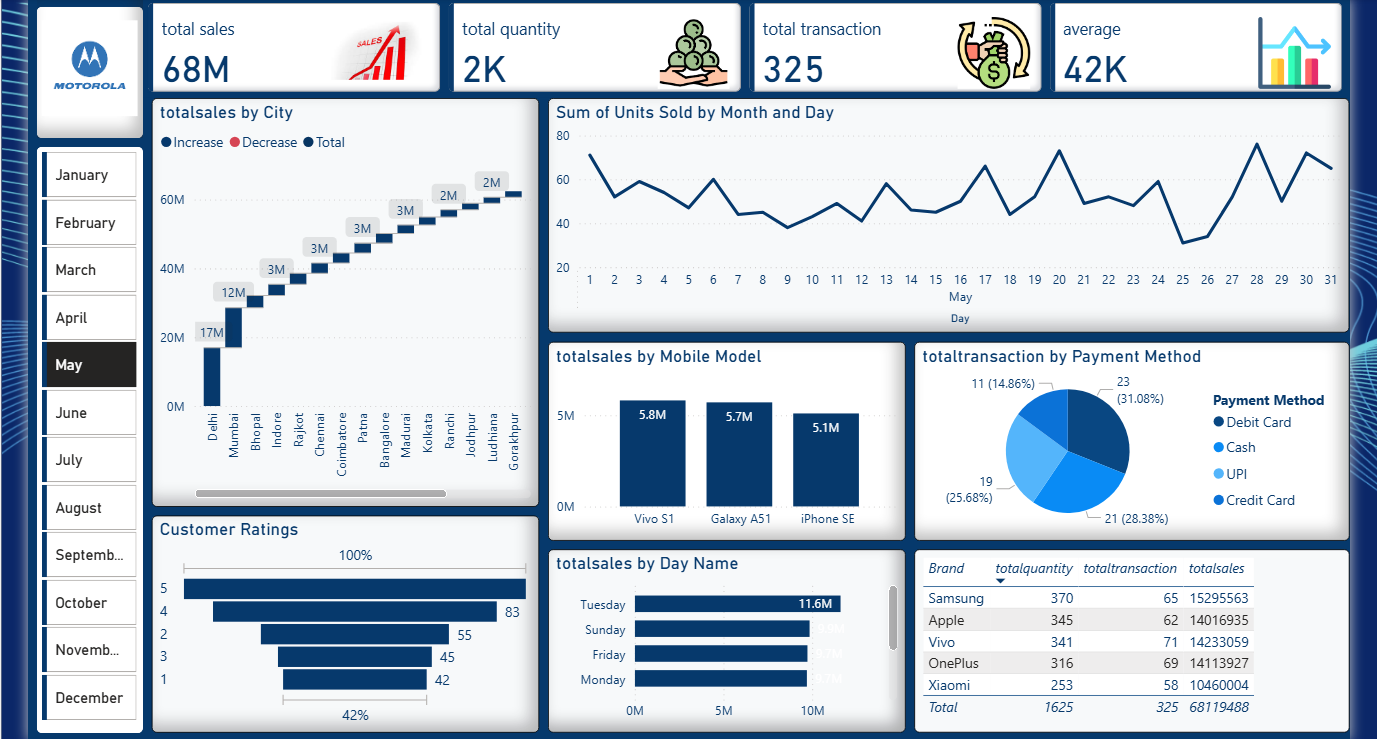 MOTOROLA
total sales
68M
SALES
total quantity
2K
total transaction
325
$
average
42K
January
February
March
April
May
June
July
August
Septemb...
October
Novemb...
December
totalsales by City
Increase Decrease Total
60M
40M
20M
0M
17M
12M
3M
3M
3M
3M
2M
2M
Delhi
Mumbai
Bhopal
Indore
Rajkot
Chennai
Coimbatore
Patna
Bangalore
Madurai
Kolkata
Ranchi
Jodhpur
Ludhiana
Gorakhpur
Sum of Units Sold by Month and Day
80
60
40
20
1 2 3 4 5 6 7 8 9 10 11 12 13 14 15 16 17 18 19 20 21 22 23 24 25 26 27 28 29 30 31
May
Day
totalsales by Mobile Model
5M
0M
5.8M
5.7M
5.1M
Vivo S1 Galaxy A51 iPhone SE
totaltransaction by Payment Method
11 (14.86%)
23
(31.08%)
19
(25.68%)
21 (28.38%)
Payment Method
Debit Card
Cash
UPI
Credit Card
Customer Ratings
100%
5
4 83
2 55
3 45
1 42
42%
totalsales by Day Name
Tuesday 11.6M
Sunday
Friday
Monday
0M 5M 10M
Brand totalquantity totaltransaction totalsales
Samsung 370 65 15295563
Apple 345 62 14016935
Vivo 341 71 14233059
OnePlus 316 69 14113927
Xiaomi 253 58 10460004
Total 1625 325 68119488